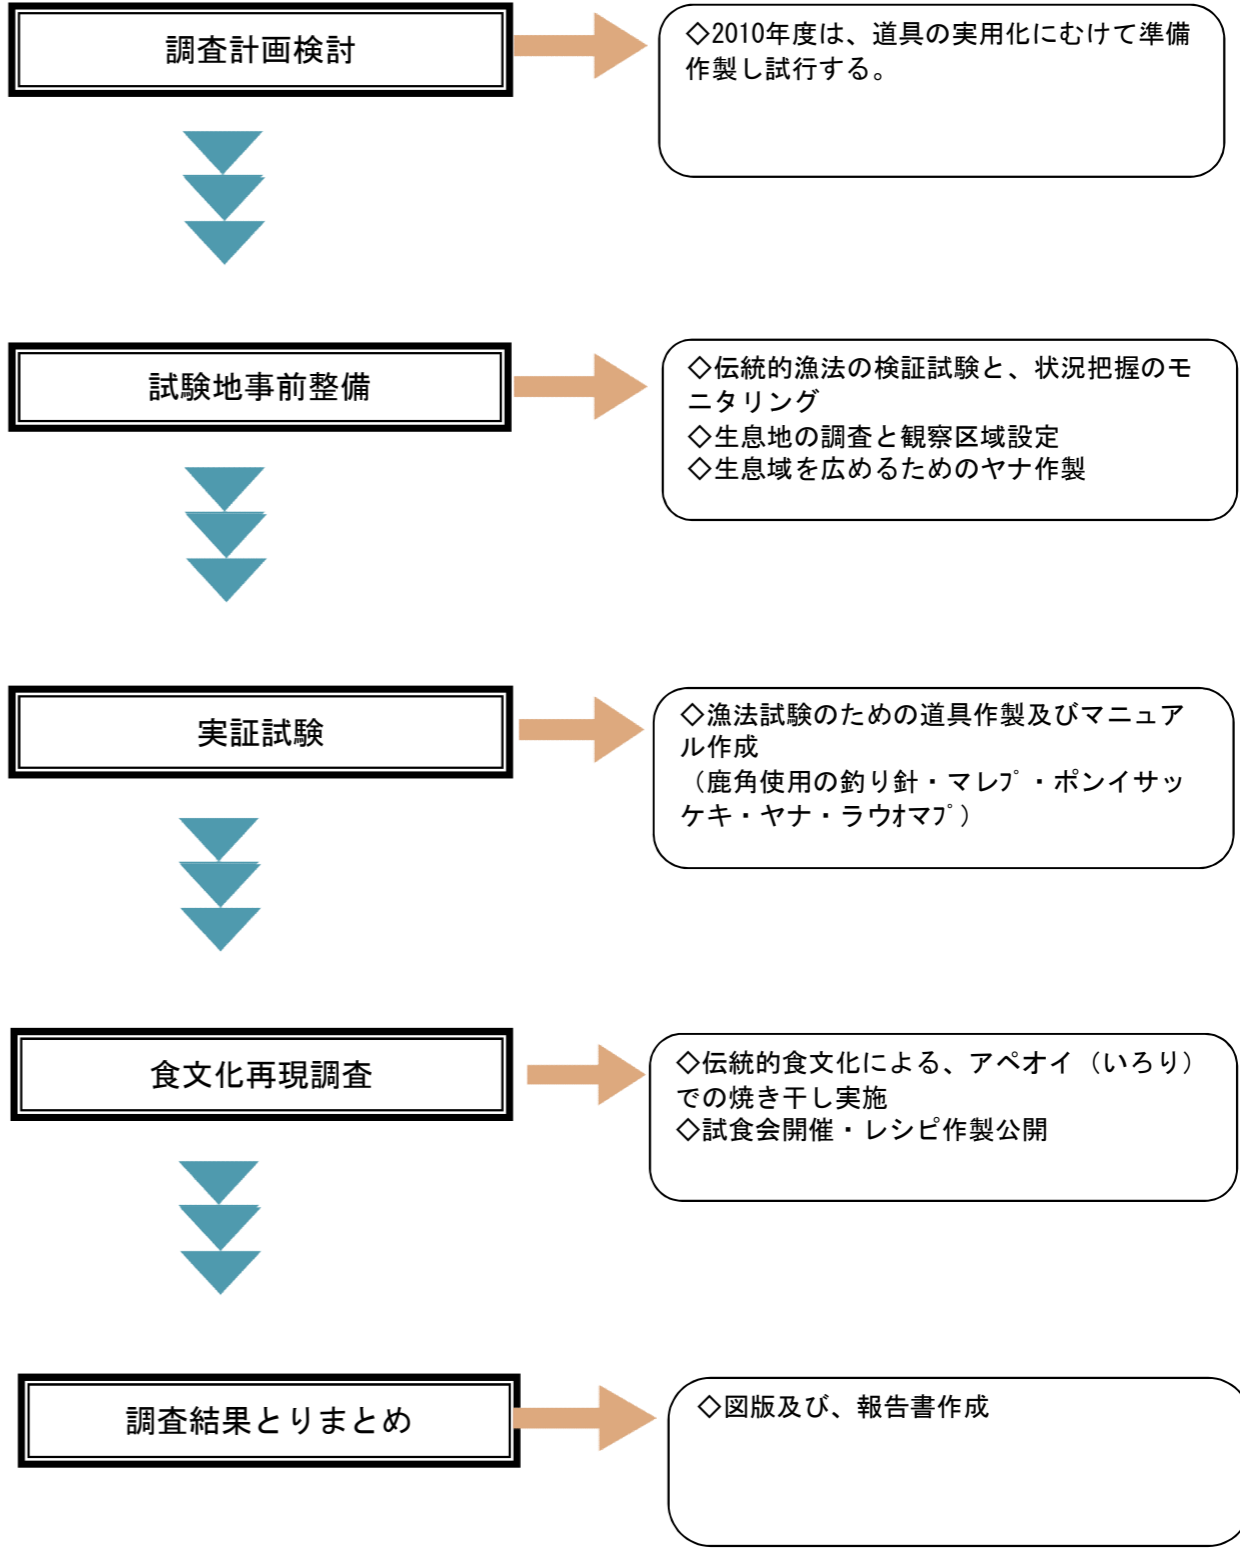 調査計画検討
◇2010年度は、道具の実用化にむけて準備
作製し試行する。
試験地事前整備
◇伝統的漁法の検証試験と、状況把握のモ
ニタリング
◇生息地の調査と観察区域設定
◇生息域を広めるためのヤナ作製
実証試験
◇漁法試験のための道具作製及びマニュア
ル作成
（鹿角使用の釣り針・マレﾌﾟ・ポンイサッ
ケキ・ヤナ・ラウｵマﾌﾟ）
食文化再現調査
◇伝統的食文化による、アペオイ（いろり）
での焼き干し実施
◇試食会開催・レシピ作製公開
調査結果とりまとめ
◇図版及び、報告書作成